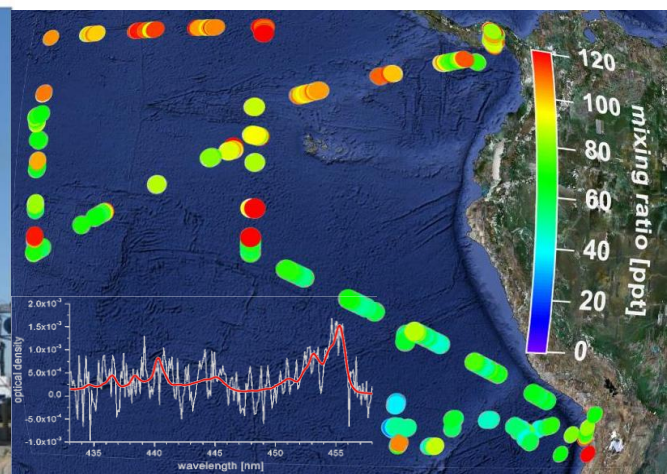 120
100
80
60
40
20
0
mixing ratio [ppt]
2.0x10⁻³
1.5x10⁻³
1.0x10⁻³
5.0x10⁻⁴
0.0
-5.0x10⁻⁴
-1.0x10⁻³
optical density
435 440 445 450 455
wavelength [nm]